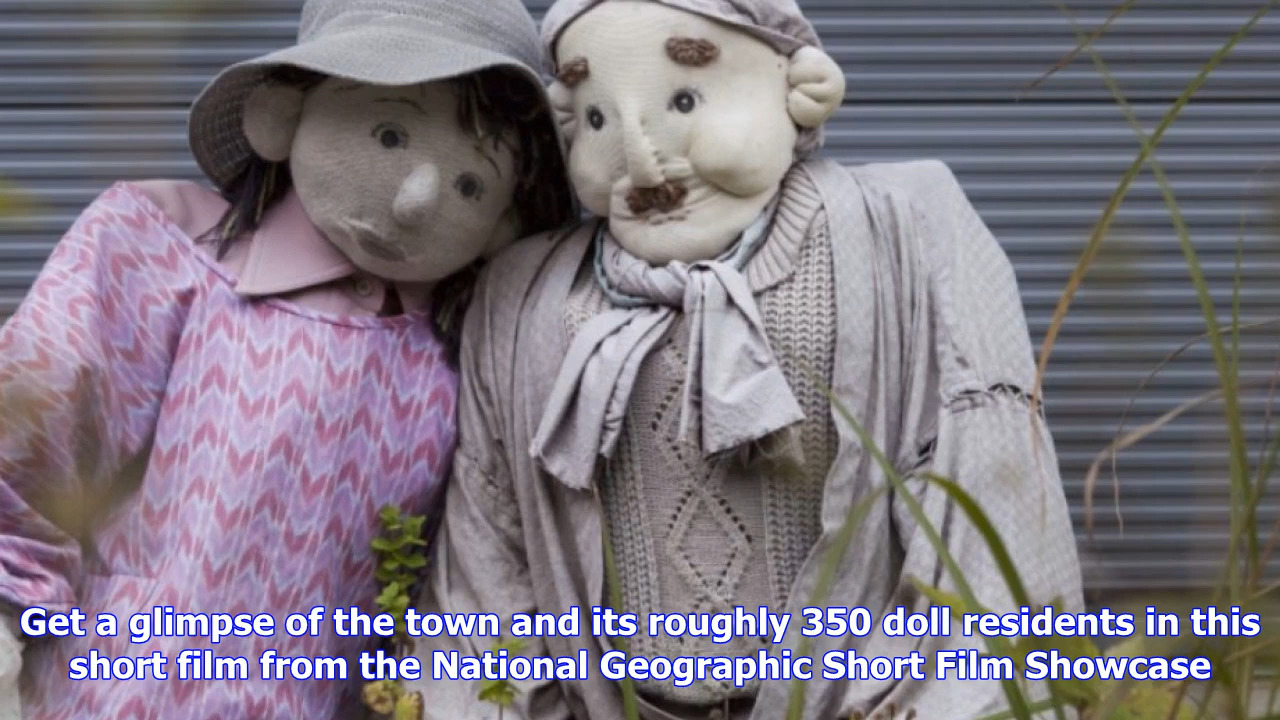 Get a glimpse of the town and its roughly 350 doll residents in this
short film from the National Geographic Short Film Showcase